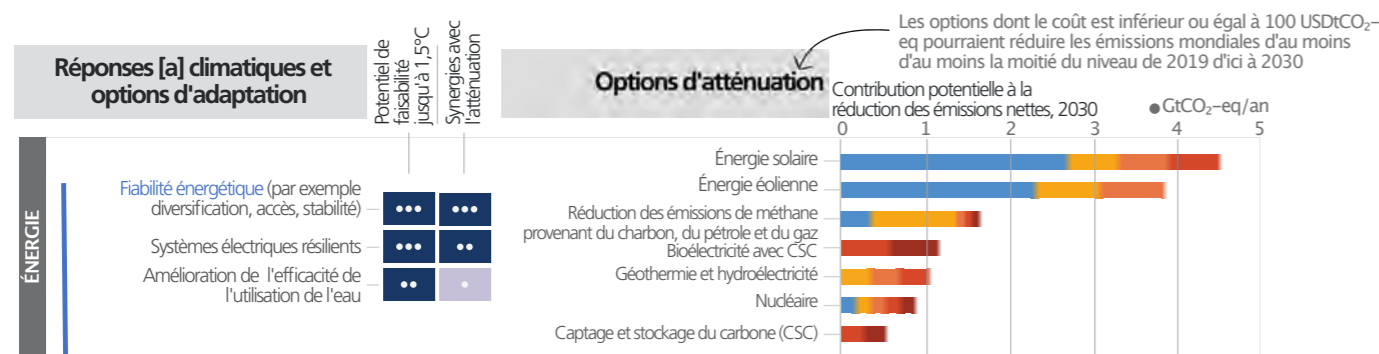 Les options dont le coût est inférieur ou égal à 100 USDtCO₂–
eq pourraient réduire les émissions mondiales d'au moins
d'au moins la moitié du niveau de 2019 d'ici à 2030
Réponses [a] climatiques et
options d'adaptation
Potentiel de
faisabilité
jusqu'à 1,5°C
Synergies avec
l'atténuation
Options d'atténuation
Contribution potentielle à la
réduction des émissions nettes, 2030
GtCO₂–eq/an
0 1 2 3 4 5
ÉNERGIE
Fiabilité énergétique (par exemple
diversification, accès, stabilité)
Systèmes électriques résilients
Amélioration de l'efficacité de
l'utilisation de l'eau
Énergie solaire
Énergie éolienne
Réduction des émissions de méthane
provenant du charbon, du pétrole et du gaz
Bioélectricité avec CSC
Géothermie et hydroélectricité
Nucléaire
Captage et stockage du carbone (CSC)